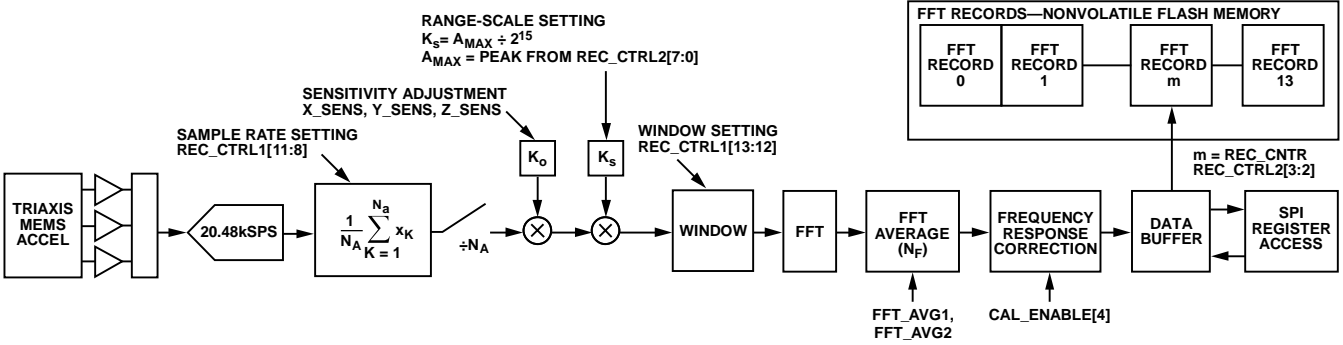 RANGE-SCALE SETTING
Ks= AMAX ÷ 2^15
AMAX = PEAK FROM REC_CTRL2[7:0]
SENSITIVITY ADJUSTMENT
X_SENS, Y_SENS, Z_SENS
SAMPLE RATE SETTING
REC_CTRL1[11:8]
WINDOW SETTING
REC_CTRL1[13:12]
FFT RECORDS—NONVOLATILE FLASH MEMORY
FFT
RECORD
0
FFT
RECORD
1
FFT
RECORD
m
FFT
RECORD
13
m = REC_CNTR
REC_CTRL2[3:2]
Ko
Ks
TRIAXIS
MEMS
ACCEL
20.48kSPS
Na
1/NA ∑ xK
K = 1
÷NA
×
×
WINDOW
FFT
FFT
AVERAGE
(NF)
FREQUENCY
RESPONSE
CORRECTION
DATA
BUFFER
SPI
REGISTER
ACCESS
FFT_AVG1,
FFT_AVG2
CAL_ENABLE[4]